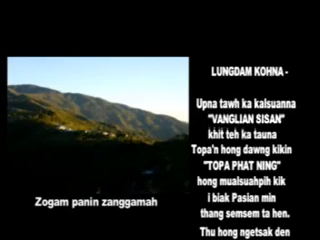 LUNGDAM KOHNA -
Upna tawh ka kalsuanna
"VANGLIAN SISAN"
khit teh ka tauna
Topa'n hong dawng kikin
"TOPA PHAT NING"
hong mualsuahpih kik
i biak Pasian min
thang semsem ta hen.
Thu hong ngetsak den
Zogam panin zanggamah